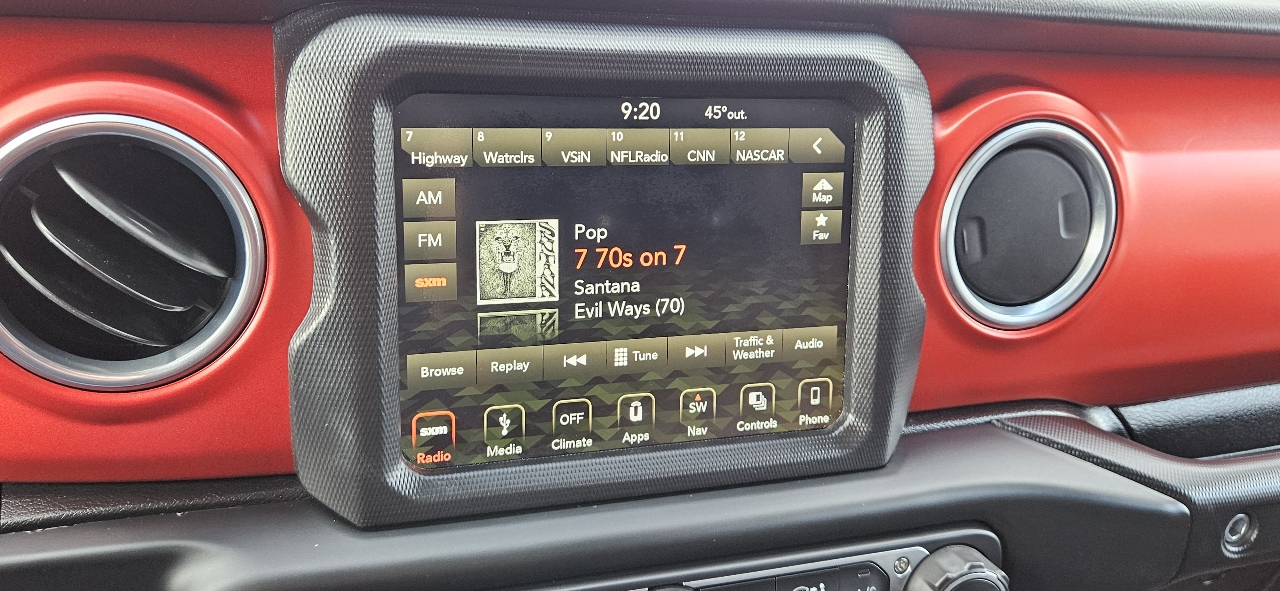 9:20 45°out.
7 Highway 8 Watrclrs 9 VSiN 10 NFLRadio 11 CNN 12 NASCAR
AM
Map
FM
Fav
sxm
Pop
7 70s on 7
Santana
Evil Ways (70)
Browse Replay Tune Traffic & Weather Audio
sxm OFF SW
Radio Media Climate Apps Nav Controls Phone